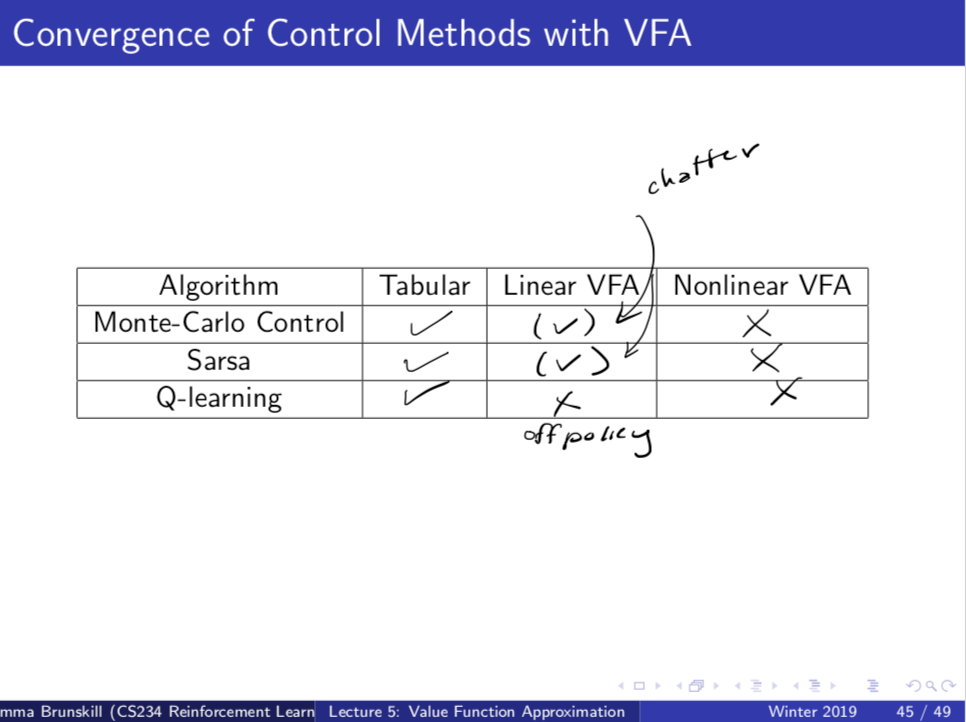 Convergence of Control Methods with VFA
chatter
Algorithm Tabular Linear VFA Nonlinear VFA
Monte-Carlo Control ✓ (✓) ✗
Sarsa ✓ (✓) ✗
Q-learning ✓ ✗ ✗
off policy
mma Brunskill (CS234 Reinforcement Learn Lecture 5: Value Function Approximation Winter 2019 45 / 49